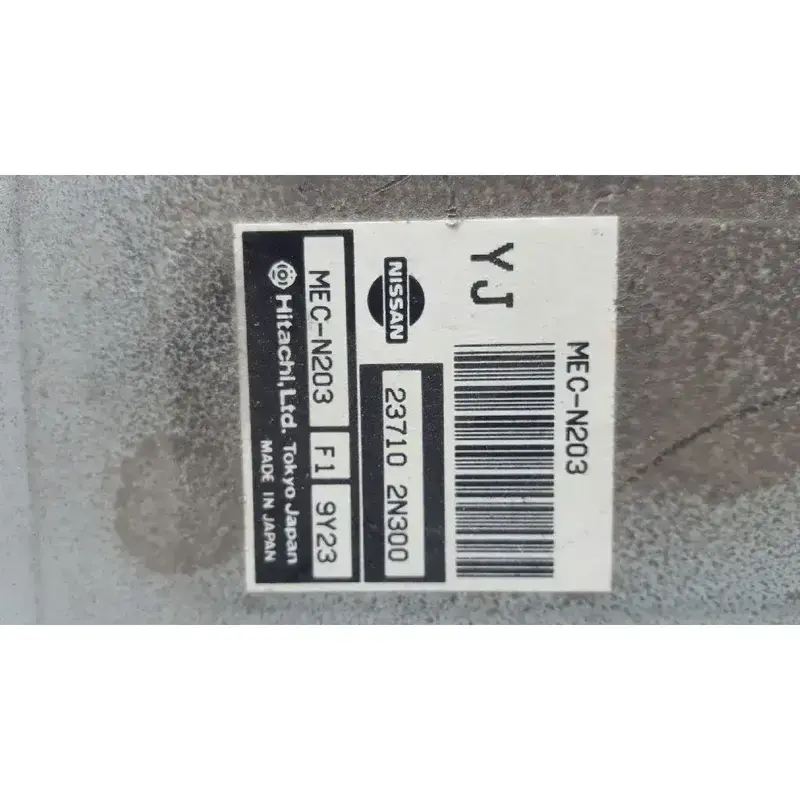 YJ
MEC-N203
NISSAN
23710 2N300
MEC-N203 F1 9Y23
Hitachi,Ltd. Tokyo Japan
MADE IN JAPAN